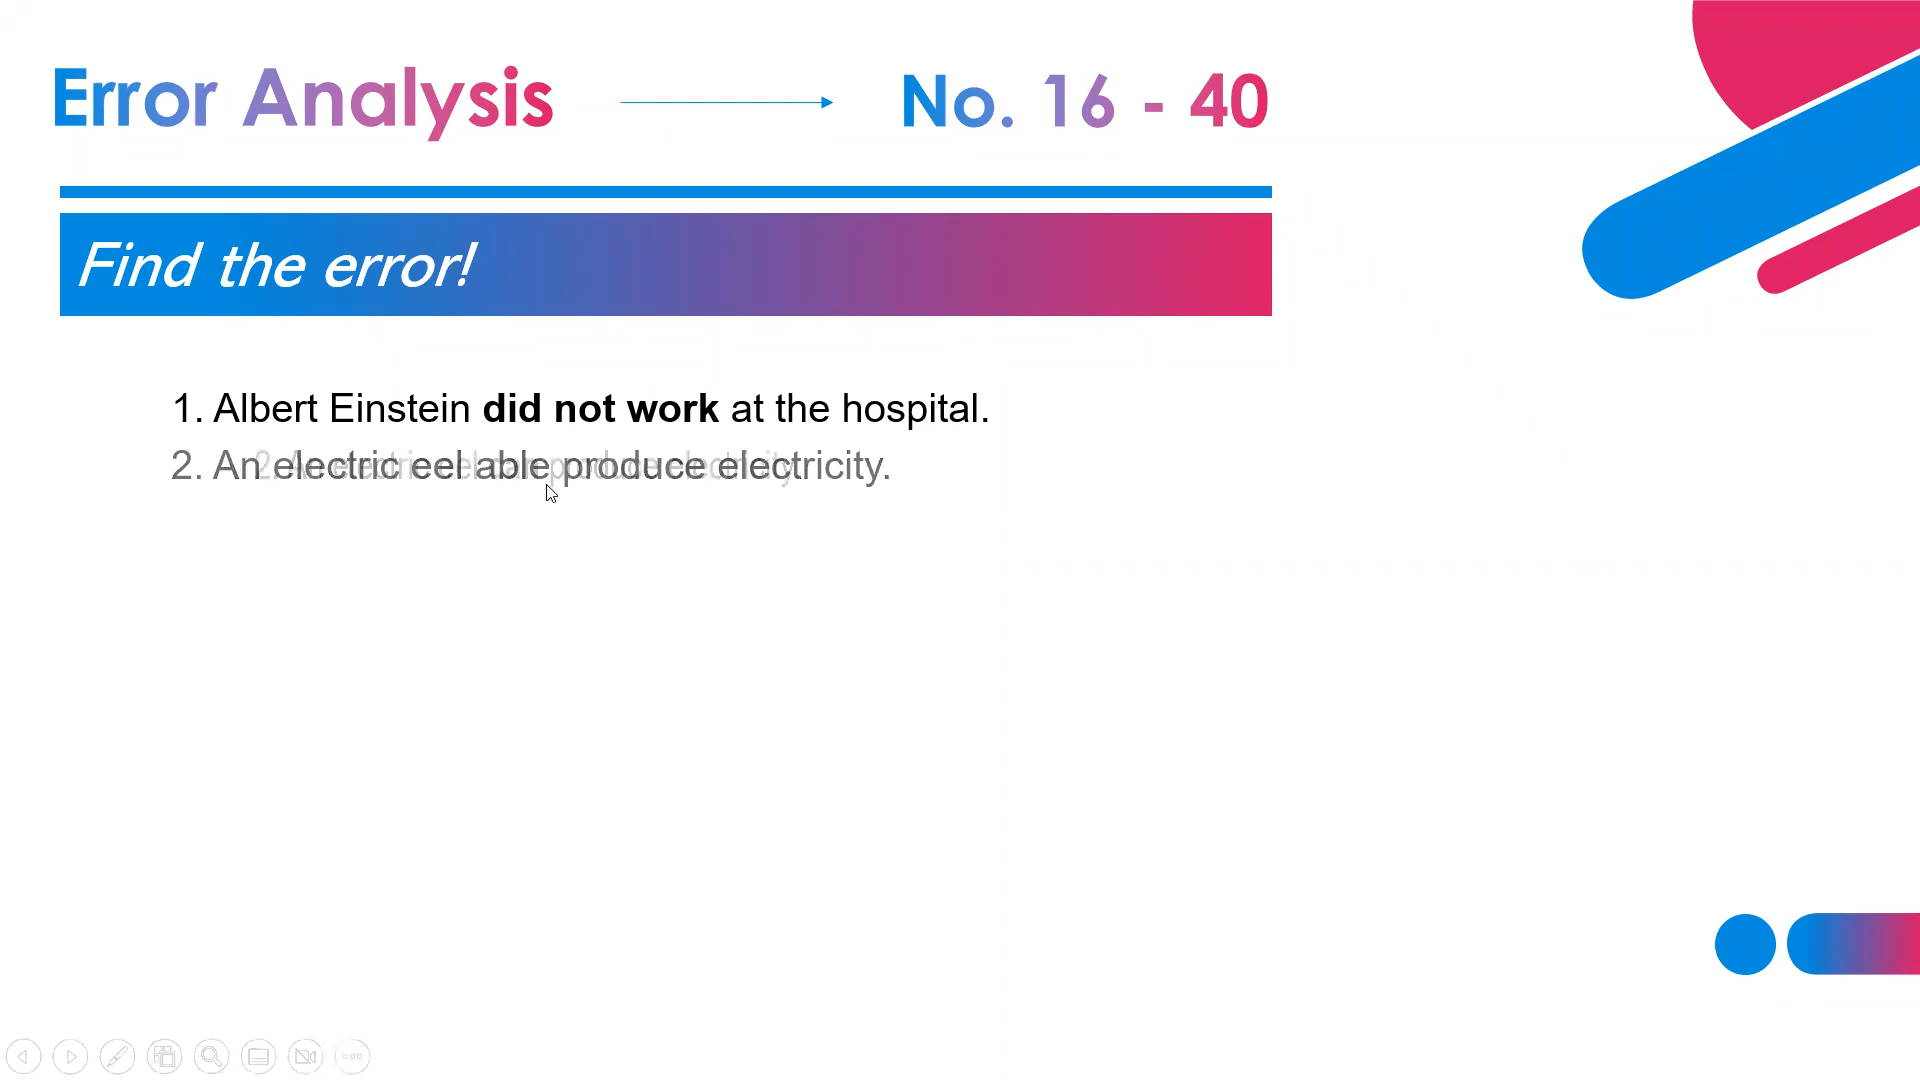 Error Analysis No. 16 - 40
Find the error!
1. Albert Einstein did not work at the hospital.
2. An electric eel able produce electricity.